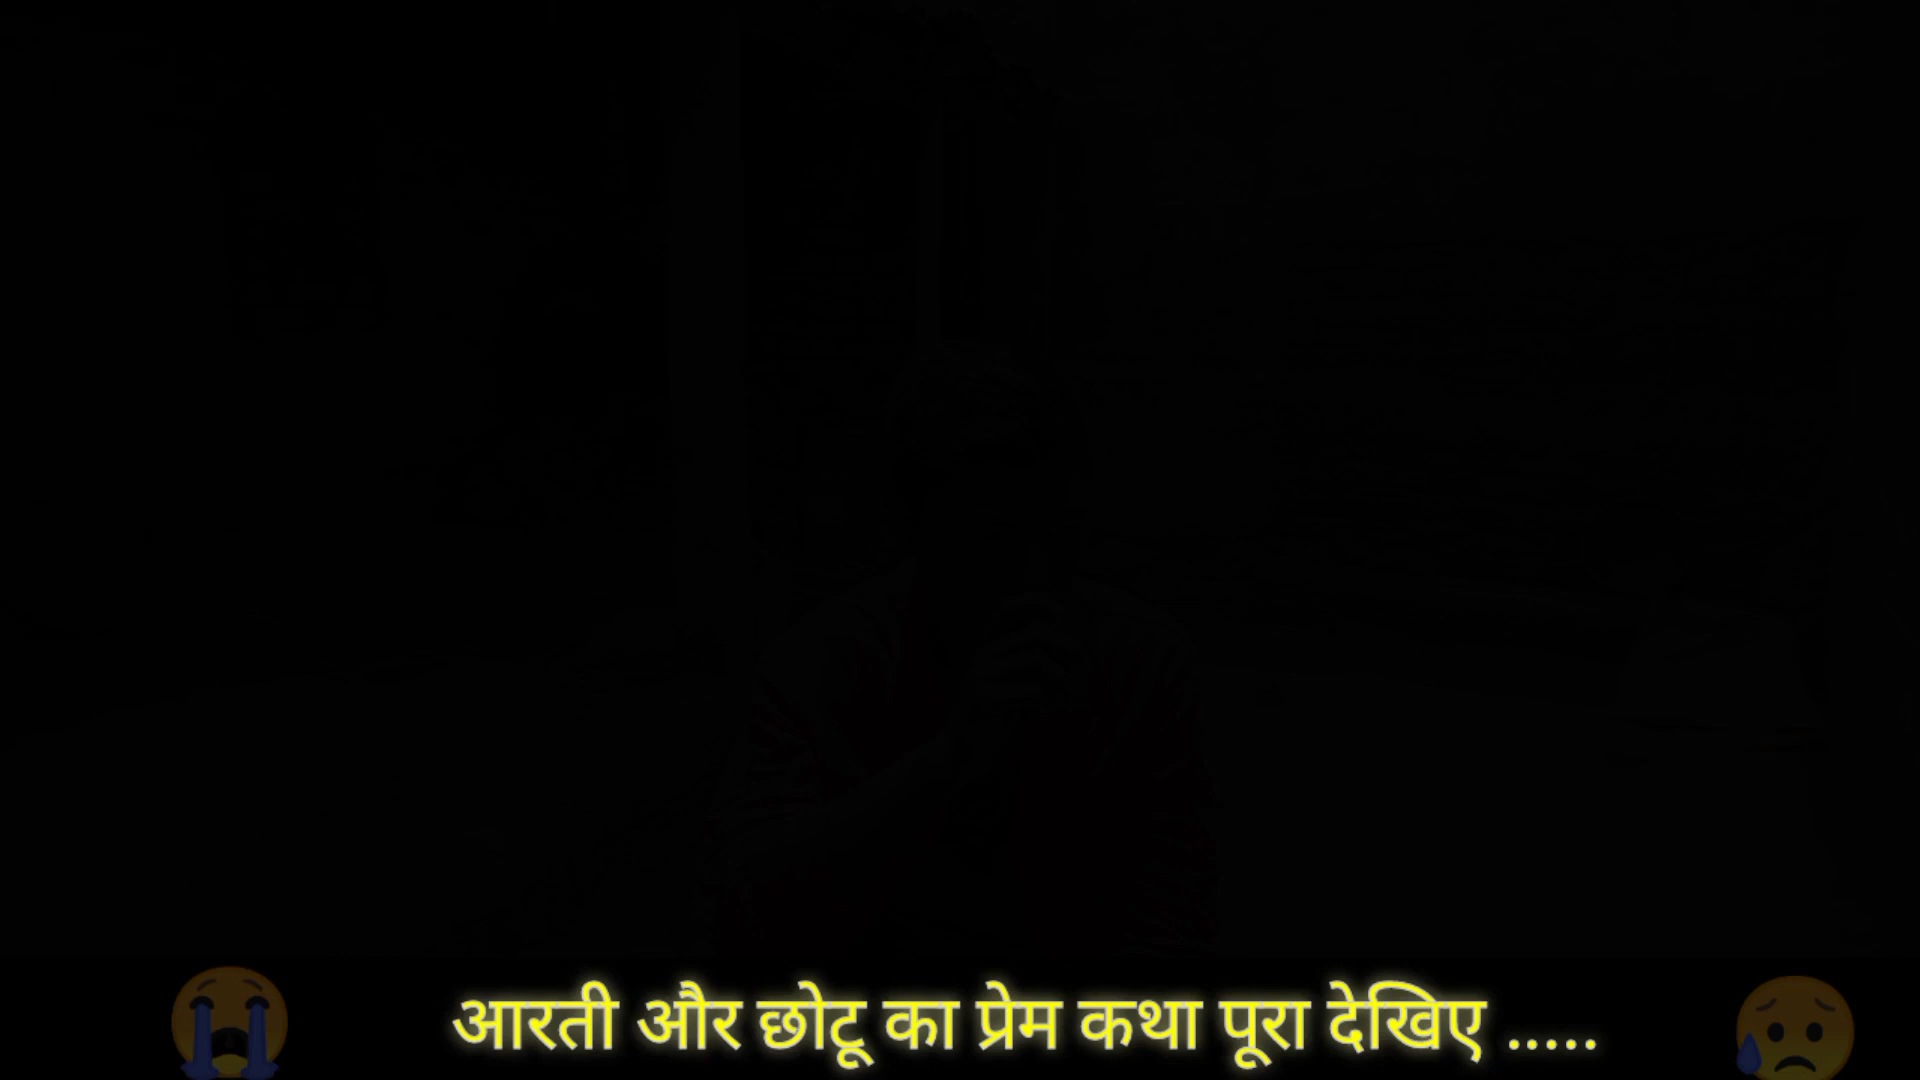 आरती और छोटू का प्रेम कथा पूरा देखिए .....